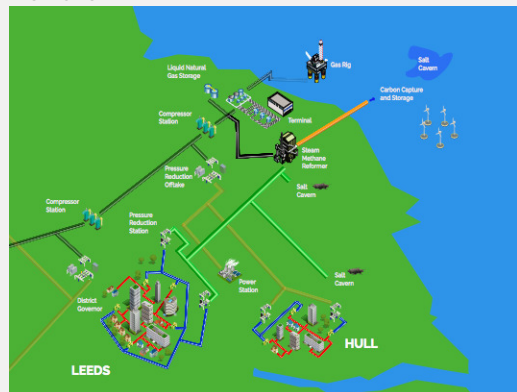 Liquid Natural
Gas Storage
Gas Rig
Salt
Cavern
Carbon Capture
and Storage
Compressor
Station
Terminal
Steam
Methane
Reformer
Pressure
Reduction
Offtake
Salt
Cavern
Compressor
Station
Pressure
Reduction
Station
Power
Station
Salt
Cavern
District
Governor
LEEDS
HULL